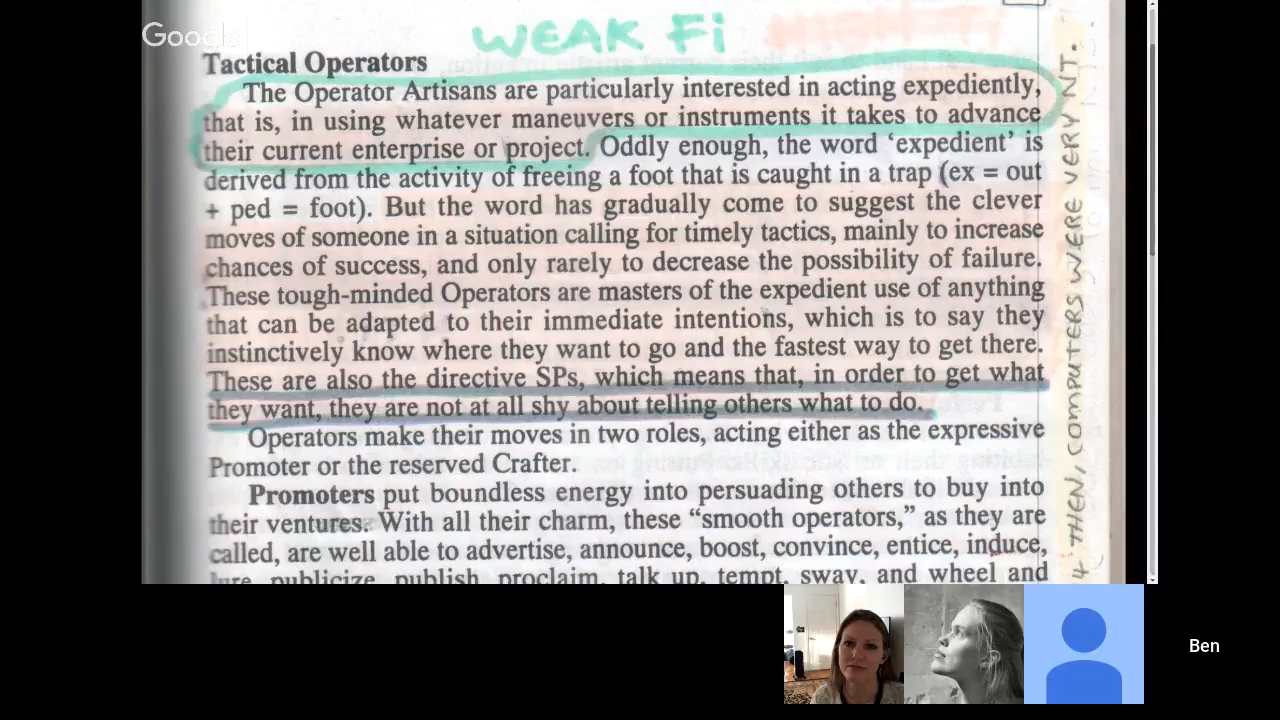 Google
WEAK Fi
Tactical Operators
The Operator Artisans are particularly interested in acting expediently,
that is, in using whatever maneuvers or instruments it takes to advance
their current enterprise or project. Oddly enough, the word ‘expedient’ is
derived from the activity of freeing a foot that is caught in a trap (ex = out
+ ped = foot). But the word has gradually come to suggest the clever
moves of someone in a situation calling for timely tactics, mainly to increase
chances of success, and only rarely to decrease the possibility of failure.
These tough-minded Operators are masters of the expedient use of anything
that can be adapted to their immediate intentions, which is to say they
instinctively know where they want to go and the fastest way to get there.
These are also the directive SPs, which means that, in order to get what
they want, they are not at all shy about telling others what to do.
Operators make their moves in two roles, acting either as the expressive
Promoter or the reserved Crafter.
Promoters put boundless energy into persuading others to buy into
their ventures. With all their charm, these “smooth operators,” as they are
called, are well able to advertise, announce, boost, convince, entice, induce,
lure, publicize, publish, proclaim, talk up, tempt, sway, and wheel and
THEN, COMPUTERS WERE VERY NT.
Ben